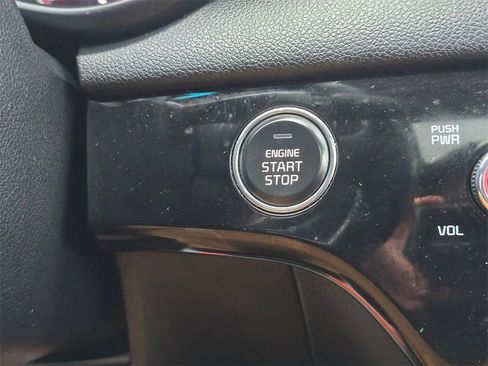 ENGINE
START
STOP
PUSH
PWR
VOL